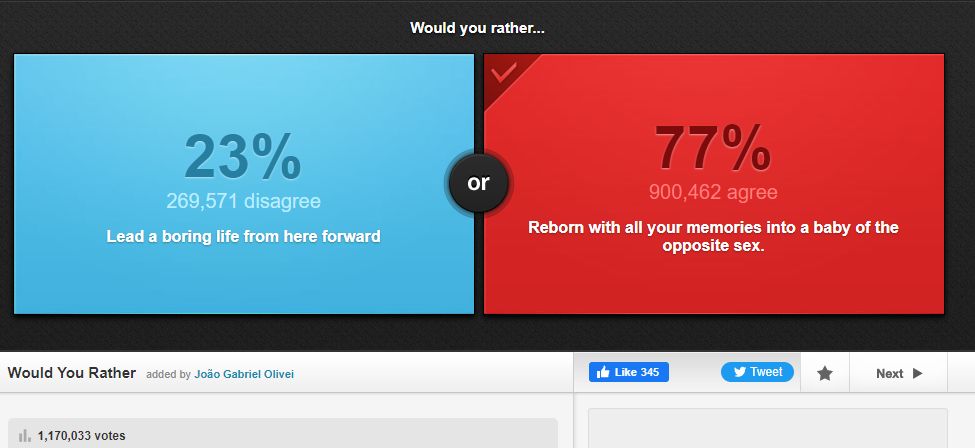 Would you rather...
23%
269,571 disagree
Lead a boring life from here forward
or
77%
900,462 agree
Reborn with all your memories into a baby of the
opposite sex.
Would You Rather added by João Gabriel Olivei
Like 345
Tweet
Next
1,170,033 votes